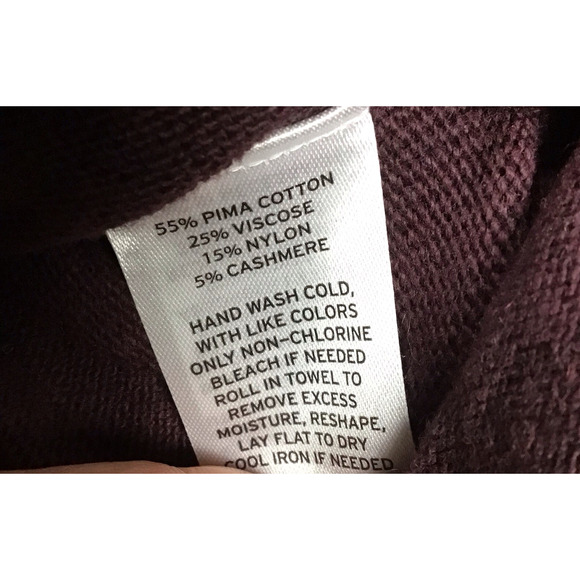 55% PIMA COTTON
25% VISCOSE
15% NYLON
5% CASHMERE
HAND WASH COLD,
WITH LIKE COLORS
ONLY NON-CHLORINE
BLEACH IF NEEDED
ROLL IN TOWEL TO
REMOVE EXCESS
MOISTURE, RESHAPE,
LAY FLAT TO DRY
COOL IRON IF NEEDED